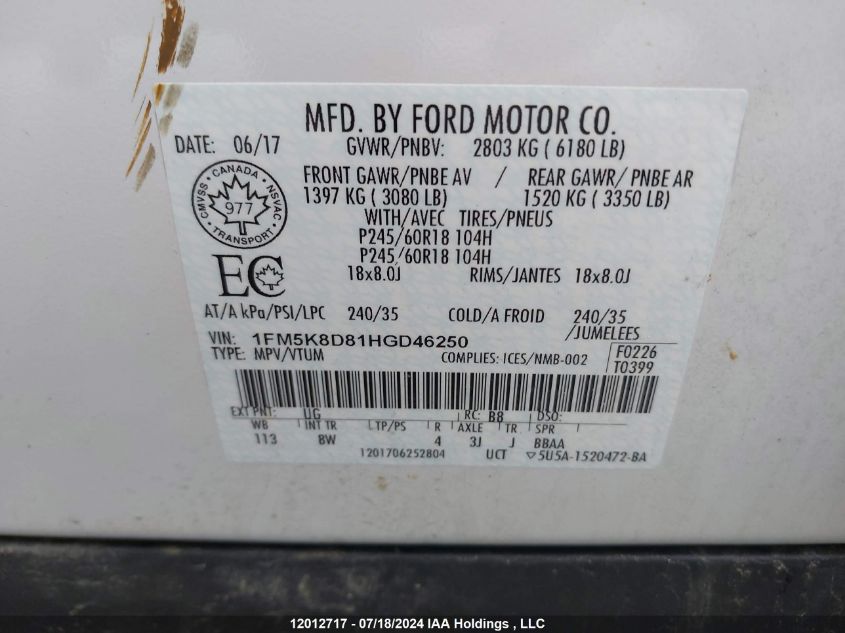 MFD. BY FORD MOTOR CO.
DATE: 06/17 GVWR/PNBV: 2803 KG ( 6180 LB)
FRONT GAWR/PNBE AV / REAR GAWR/ PNBE AR
1397 KG ( 3080 LB) 1520 KG ( 3350 LB)
WITH/AVEC TIRES/PNEUS
P245/60R18 104H
P245/60R18 104H
18x8.0J RIMS/JANTES 18x8.0J
CANADA
CMVSS NSVAC
977
TRANSPORT
EC
AT/A kPa/PSI/LPC 240/35 COLD/A FROID 240/35
/JUMELEES
VIN: 1FM5K8D81HGD46250
TYPE: MPV/VTUM COMPLIES: ICES/NMB-002
F0226
T0399
EXT PNT: UG RC: B8 DSO:
WB INT TR LTP/PS R AXLE TR SPR
113 BW 4 3J J BBAA
1201706252804 UCT ▽5U5A-1520472-BA
12012717 - 07/18/2024 IAA Holdings , LLC